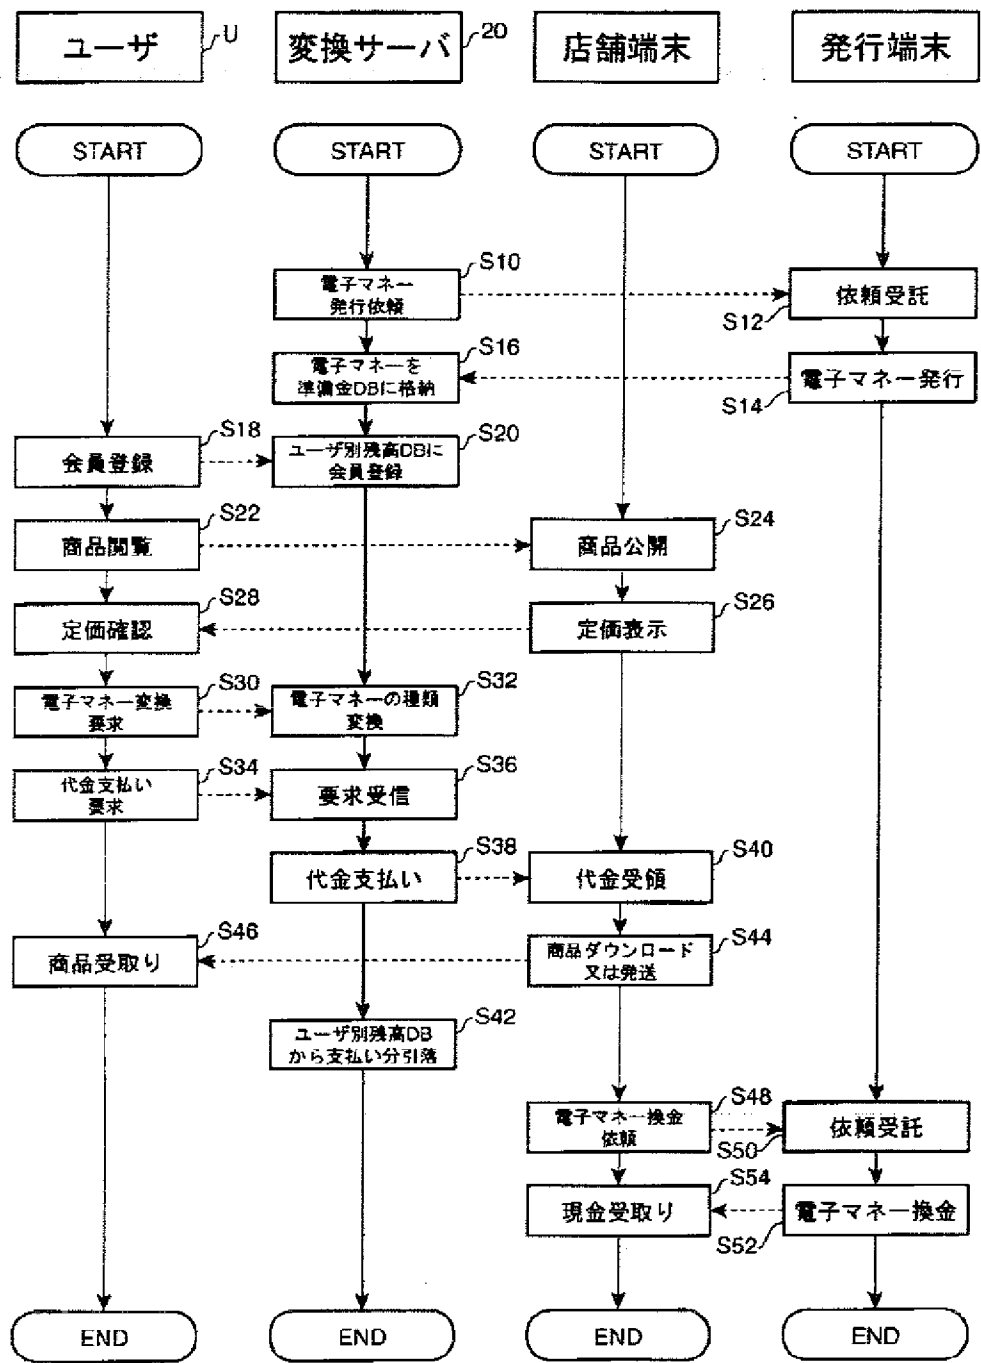 ユーザ
U
変換サーバ
20
店舗端末
発行端末
START
START
START
START
電子マネー
発行依頼
S10
依頼受託
S12
電子マネーを
準備金DBに格納
S16
電子マネー発行
S14
会員登録
S18
ユーザ別残高DBに
会員登録
S20
商品閲覧
S22
商品公開
S24
定価確認
S28
定価表示
S26
電子マネー変換
要求
S30
電子マネーの種類
変換
S32
代金支払い
要求
S34
要求受信
S36
代金支払い
S38
代金受領
S40
商品受取り
S46
商品ダウンロード
又は発送
S44
ユーザ別残高DB
から支払い分引落
S42
電子マネー換金
依頼
S48
依頼受託
S50
現金受取り
S54
電子マネー換金
S52
END
END
END
END